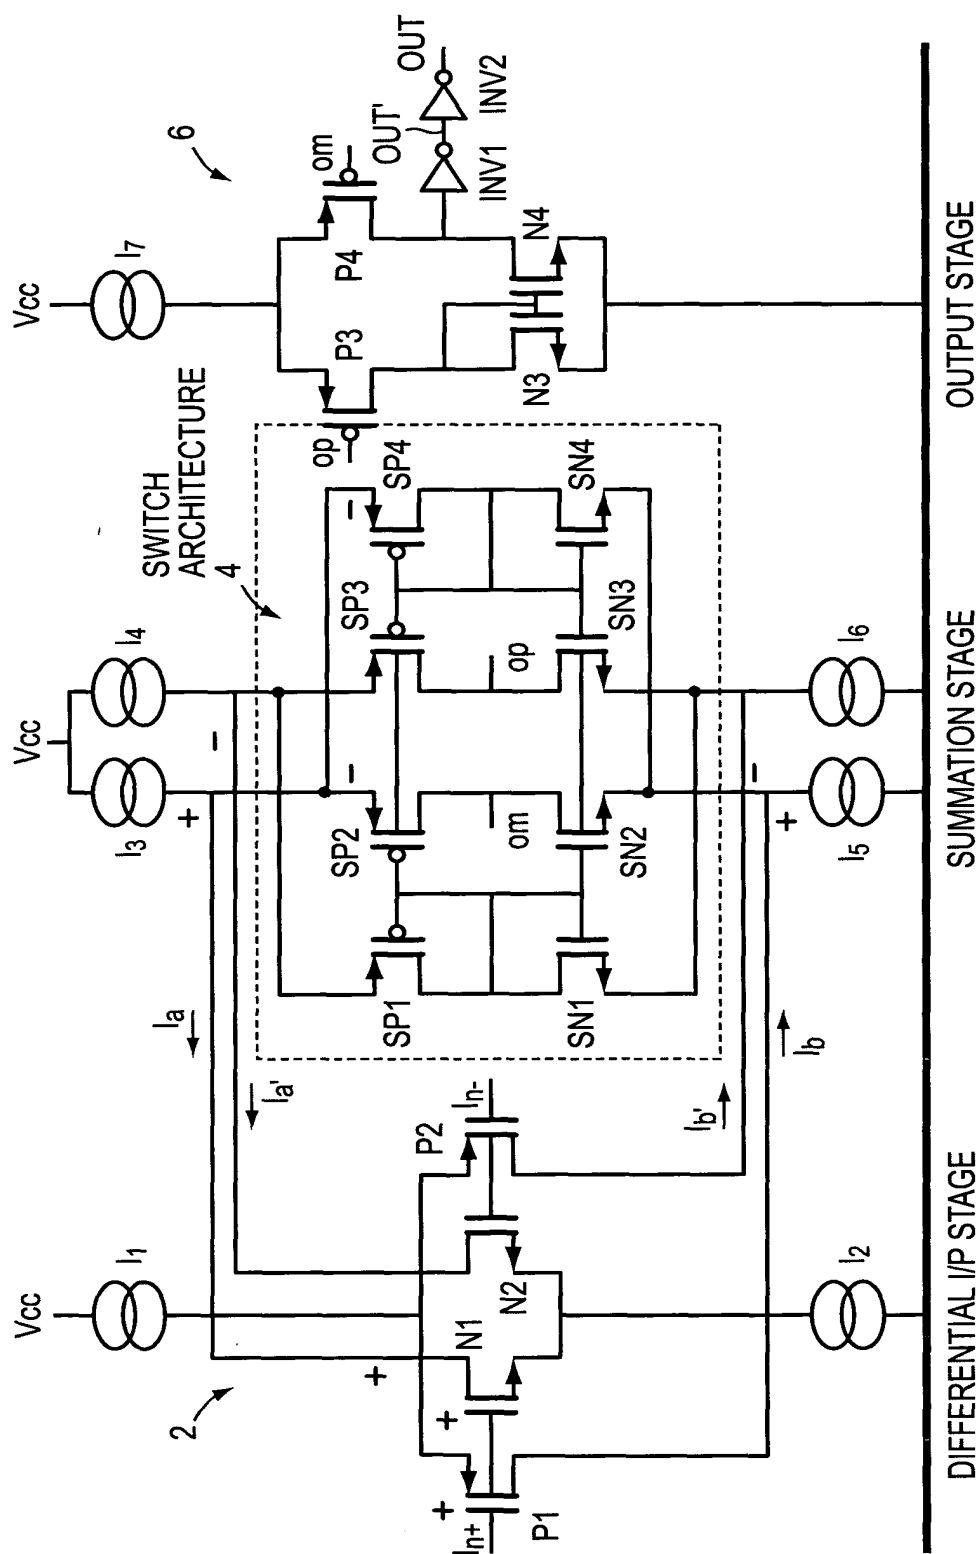 Vcc
I1
2
+
N1
In+
+
P1
+
N2
P2
In-
I2
DIFFERENTIAL I/P STAGE
Ia
Ia'
Ib'
Ib
Vcc
I3
I4
+
-
SWITCH
ARCHITECTURE
4
SP1
SP2
-
SP3
SP4
-
om
op
SN1
SN2
SN3
SN4
+
-
I5
I6
SUMMATION STAGE
Vcc
I7
6
op
P3
P4
om
OUT'
OUT
INV1
INV2
N3
N4
OUTPUT STAGE